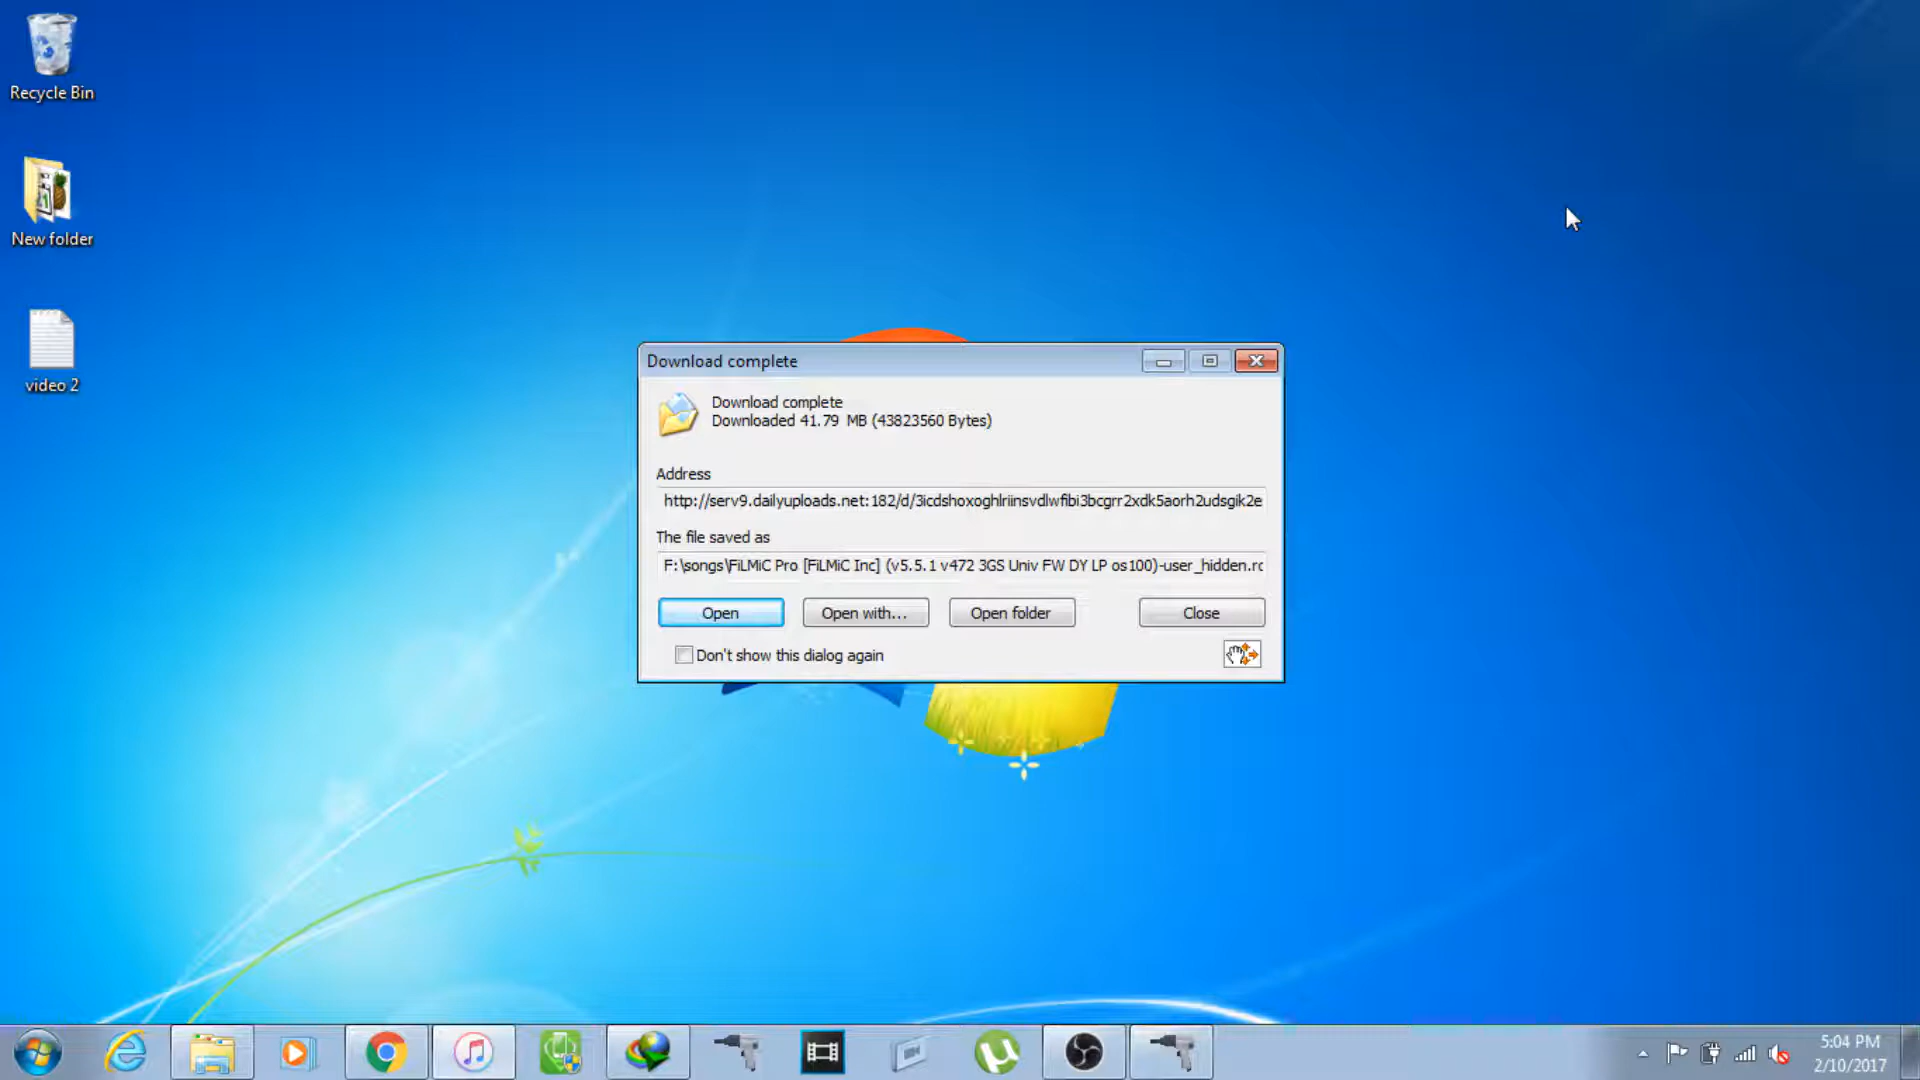 Recycle Bin
New folder
video 2
Download complete
Download complete
Downloaded 41.79 MB (43823560 Bytes)
Address
http://serv9.dailyuploads.net:182/d/3icdshoxoghlriinsvdlwfibi3bcgrr2xdk5aorh2udsgik2e
The file saved as
F:\songs\FiLMiC Pro [FiLMiC Inc] (v5.5.1 v472 3GS Univ FW DY LP os100)-user_hidden.rc
Open
Open with...
Open folder
Close
Don't show this dialog again
5:04 PM
2/10/2017